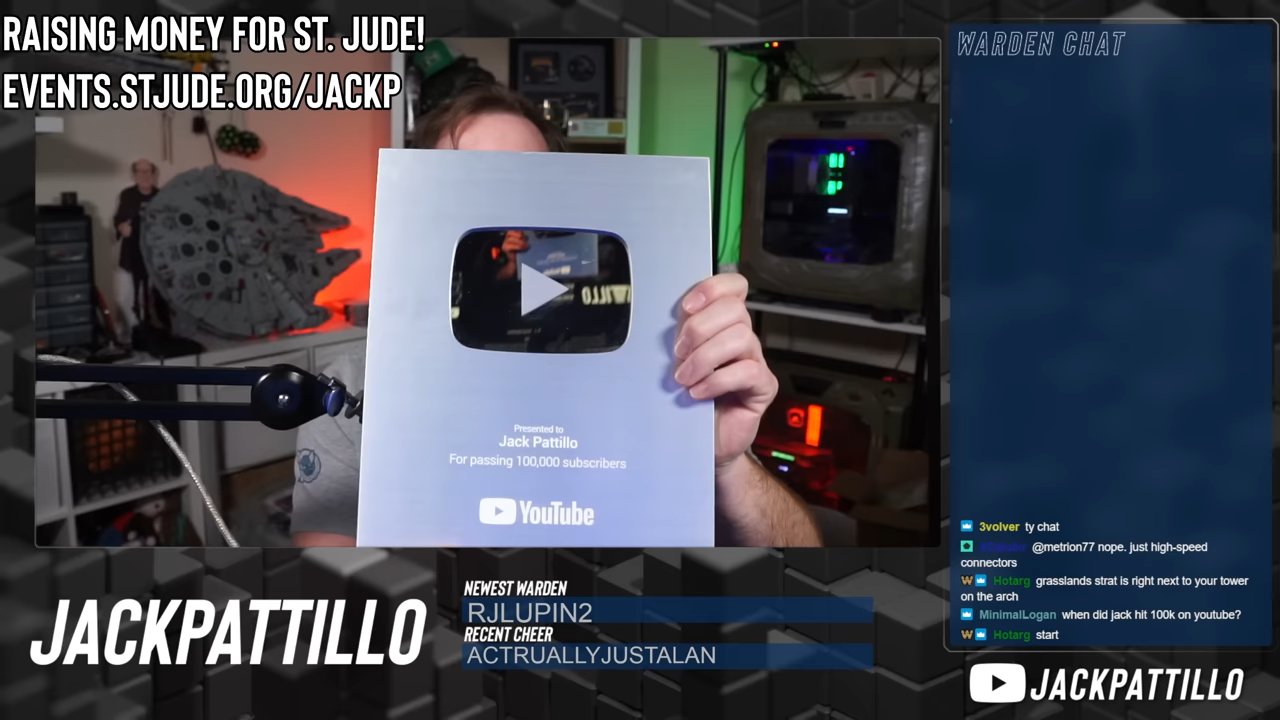 RAISING MONEY FOR ST. JUDE!
EVENTS.STJUDE.ORG/JACKP
WARDEN CHAT
Presented to
Jack Pattillo
For passing 100,000 subscribers
YouTube
3volver ty chat
@metrion77 nope. just high-speed
connectors
Hotarg grasslands strat is right next to your tower
on the arch
MinimalLogan when did jack hit 100k on youtube?
Hotarg start
JACKPATTILLO
NEWEST WARDEN
RJLUPIN2
RECENT CHEER
ACTRUALLYJUSTALAN
JACKPATTILLO